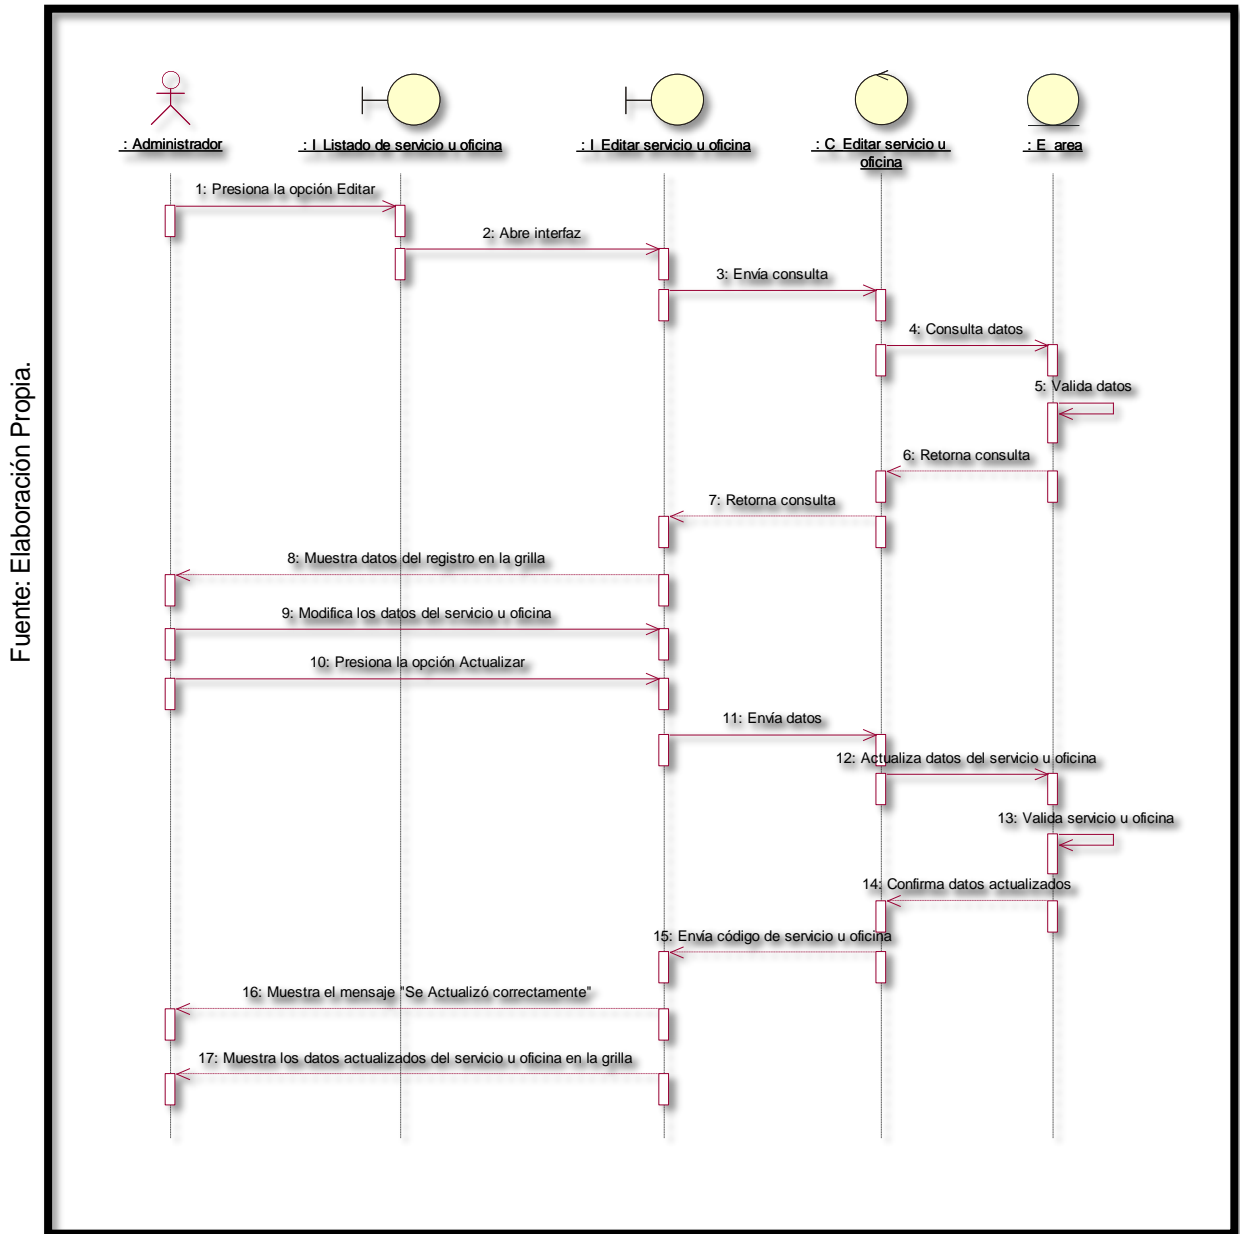 : Administrador
: I_Listado de servicio u oficina
: I_Editar servicio u oficina
: C_Editar servicio u
oficina
: E_area
1: Presiona la opción Editar
2: Abre interfaz
3: Envía consulta
4: Consulta datos
5: Valida datos
6: Retorna consulta
7: Retorna consulta
8: Muestra datos del registro en la grilla
9: Modifica los datos del servicio u oficina
10: Presiona la opción Actualizar
11: Envía datos
12: Actualiza datos del servicio u oficina
13: Valida servicio u oficina
14: Confirma datos actualizados
15: Envía código de servicio u oficina
16: Muestra el mensaje "Se Actualizó correctamente"
17: Muestra los datos actualizados del servicio u oficina en la grilla
Fuente: Elaboración Propia.